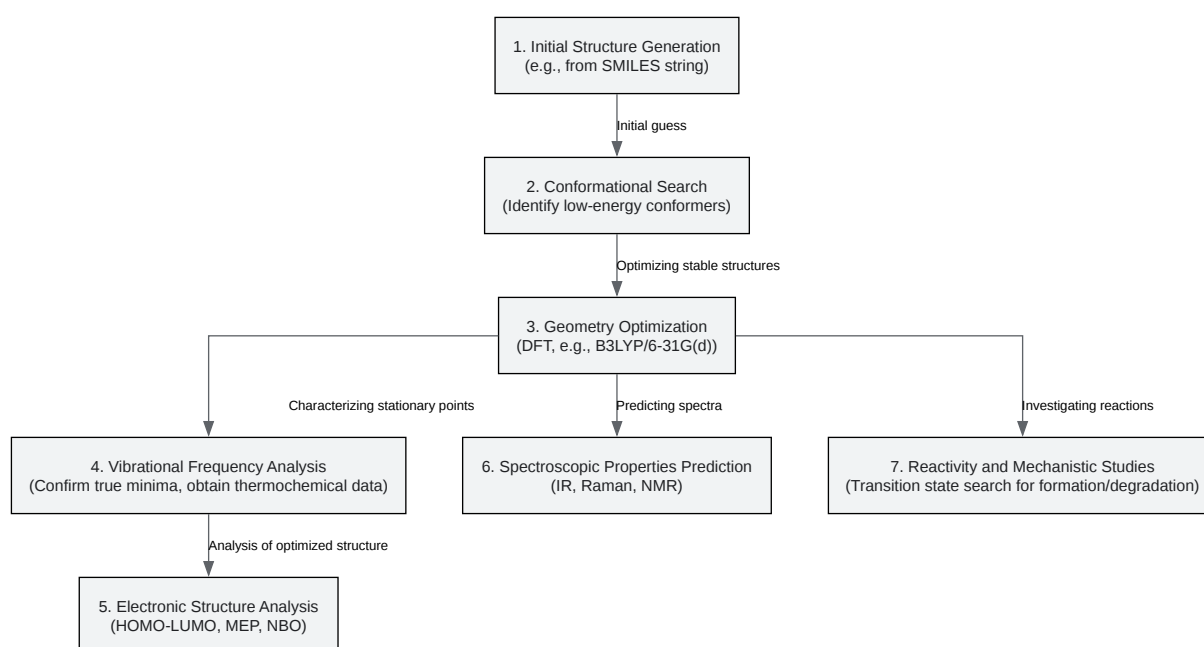 1. Initial Structure Generation
(e.g., from SMILES string)
Initial guess
2. Conformational Search
(Identify low-energy conformers)
Optimizing stable structures
3. Geometry Optimization
(DFT, e.g., B3LYP/6-31G(d))
Characterizing stationary points
Predicting spectra
Investigating reactions
4. Vibrational Frequency Analysis
(Confirm true minima, obtain thermochemical data)
6. Spectroscopic Properties Prediction
(IR, Raman, NMR)
7. Reactivity and Mechanistic Studies
(Transition state search for formation/degradation)
Analysis of optimized structure
5. Electronic Structure Analysis
(HOMO-LUMO, MEP, NBO)